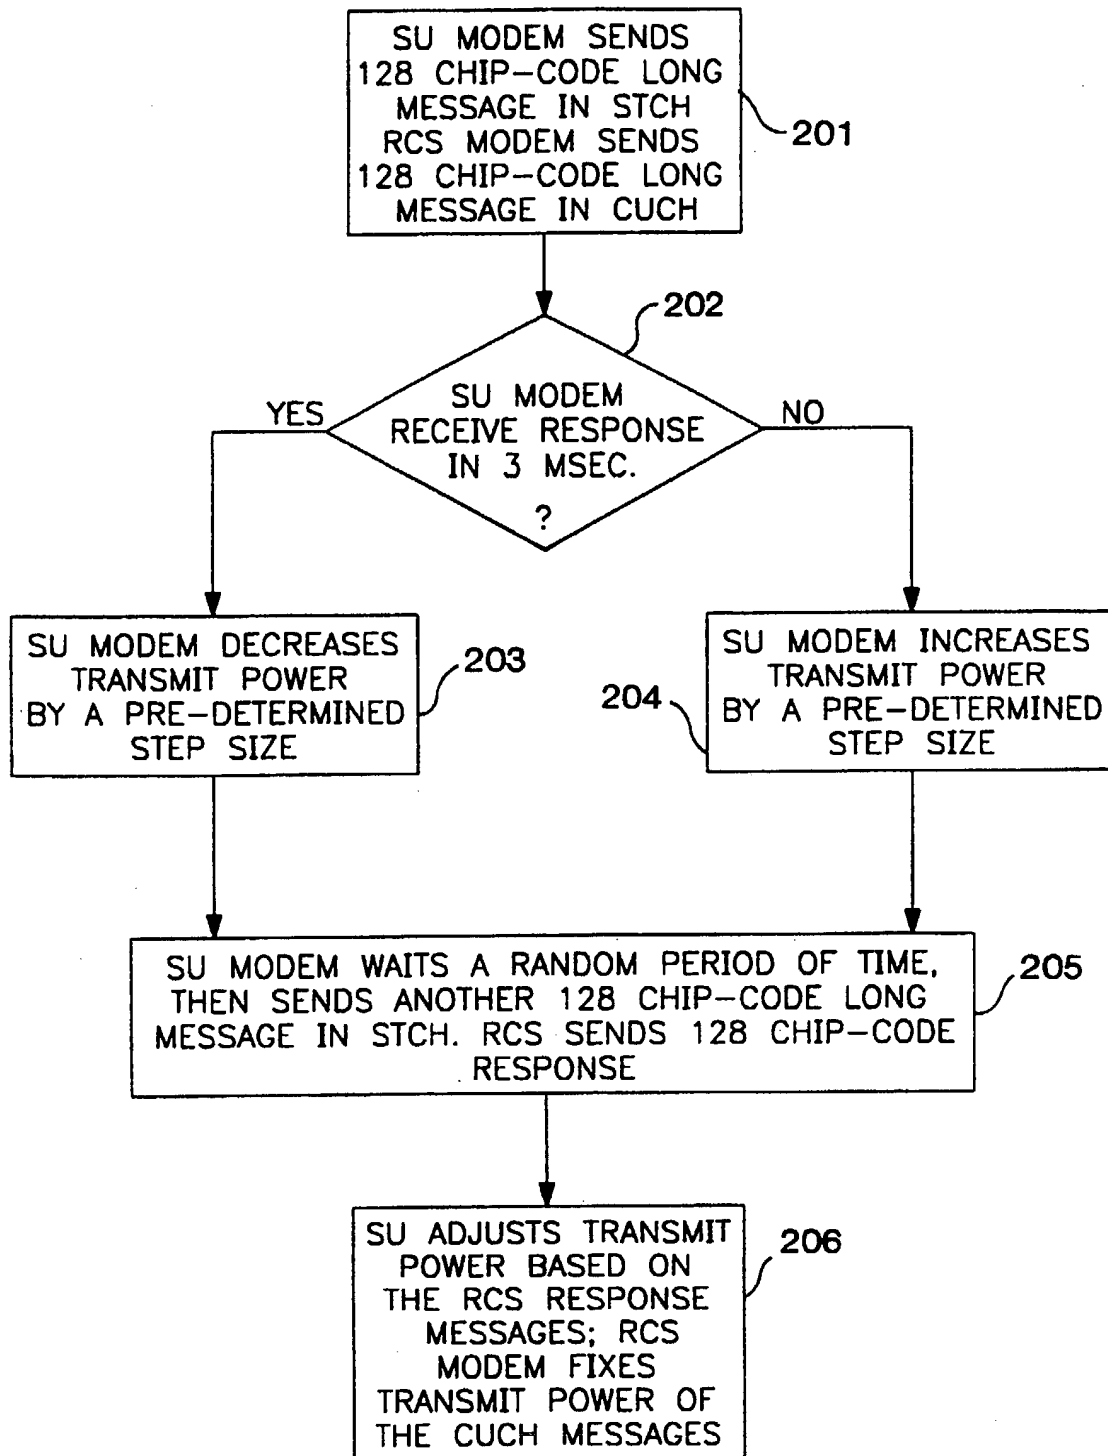 SU MODEM SENDS
128 CHIP-CODE LONG
MESSAGE IN STCH
RCS MODEM SENDS
128 CHIP-CODE LONG
MESSAGE IN CUCH
201
202
YES
SU MODEM
RECEIVE RESPONSE
IN 3 MSEC.
?
NO
SU MODEM DECREASES
TRANSMIT POWER
BY A PRE-DETERMINED
STEP SIZE
203
SU MODEM INCREASES
TRANSMIT POWER
BY A PRE-DETERMINED
STEP SIZE
204
SU MODEM WAITS A RANDOM PERIOD OF TIME,
THEN SENDS ANOTHER 128 CHIP-CODE LONG
MESSAGE IN STCH. RCS SENDS 128 CHIP-CODE
RESPONSE
205
SU ADJUSTS TRANSMIT
POWER BASED ON
THE RCS RESPONSE
MESSAGES; RCS
MODEM FIXES
TRANSMIT POWER OF
THE CUCH MESSAGES
206